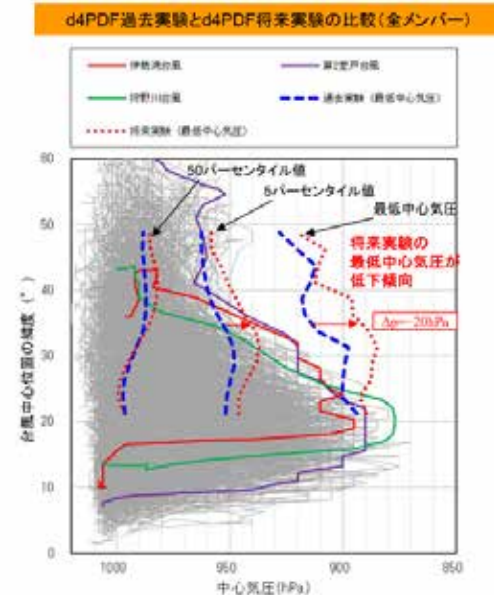 d4PDF過去実験とd4PDF将来実験の比較(全メンバー)
伊勢湾台風
第2室戸台風
狩野川台風
過去実験(最低中心気圧)
将来実験(最低中心気圧)
60
50パーセンタイル値
5パーセンタイル値
最低中心気圧
50
将来実験の
最低中心気圧が
低下傾向
40
Δp=-20hPa
30
20
10
0
台風中心位置の緯度(°)
1000
950
900
850
中心気圧(hPa)